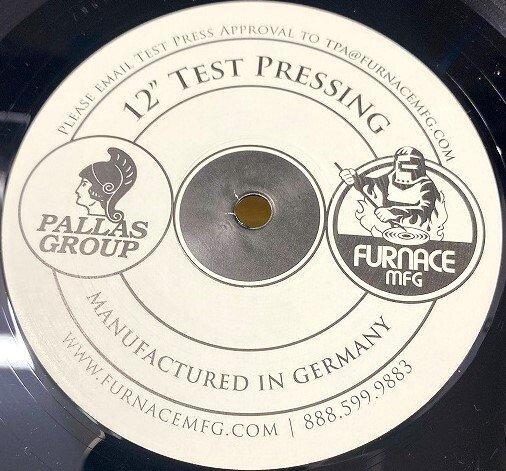 Please email Test Press Approval to tpa@furnacemfg.com
12" Test Pressing
PALLAS
GROUP
FURNACE
MFG
Manufactured in Germany
www.furnacemfg.com | 888.599.9883